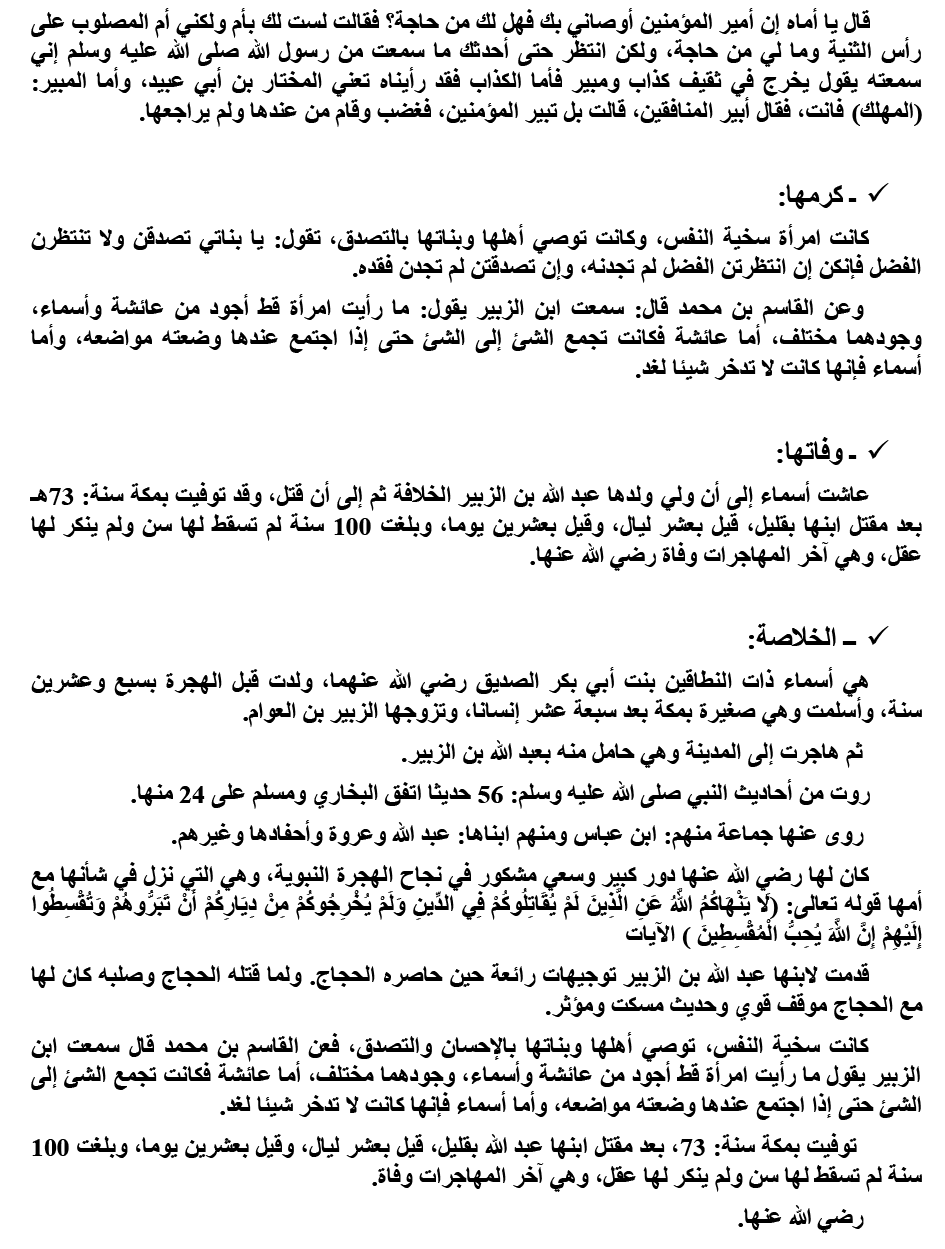 قال يا أماه إن أمير المؤمنين أوصاني بك فهل لك من حاجة؟ فقالت لست لك بأم ولكني أم المصلوب على
رأس الثنية وما لي من حاجة، ولكن انتظر حتى أحدثك ما سمعت من رسول الله صلى الله عليه وسلم إني
سمعته يقول يخرج في ثقيف كذاب ومبير فأما الكذاب فقد رأيناه تعني المختار بن أبي عبيد، وأما المبير:
(المهلك) فانت، فقال أبير المنافقين، قالت بل تبير المؤمنين، فغضب وقام من عندها ولم يراجعها.
✓ ـ كرمها:
كانت امرأة سخية النفس، وكانت توصي أهلها وبناتها بالتصدق، تقول: يا بناتي تصدقن ولا تنتظرن
الفضل فإنكن إن انتظرتن الفضل لم تجدنه، وإن تصدقتن لم تجدن فقده.
وعن القاسم بن محمد قال: سمعت ابن الزبير يقول: ما رأيت امرأة قط أجود من عائشة وأسماء،
وجودهما مختلف، أما عائشة فكانت تجمع الشئ إلى الشئ حتى إذا اجتمع عندها وضعته مواضعه، وأما
أسماء فإنها كانت لا تدخر شيئا لغد.
✓ ـ وفاتها:
عاشت أسماء إلى أن ولي ولدها عبد الله بن الزبير الخلافة ثم إلى أن قتل، وقد توفيت بمكة سنة: 73هـ
بعد مقتل ابنها بقليل، قيل بعشر ليال، وقيل بعشرين يوما، وبلغت 100 سنة لم تسقط لها سن ولم ينكر لها
عقل، وهي آخر المهاجرات وفاة رضي الله عنها.
✓ – الخلاصة:
هي أسماء ذات النطاقين بنت أبي بكر الصديق رضي الله عنهما، ولدت قبل الهجرة بسبع وعشرين
سنة، وأسلمت وهي صغيرة بمكة بعد سبعة عشر إنسانا، وتزوجها الزبير بن العوام.
ثم هاجرت إلى المدينة وهي حامل منه بعبد الله بن الزبير.
روت من أحاديث النبي صلى الله عليه وسلم: 56 حديثا اتفق البخاري ومسلم على 24 منها.
روى عنها جماعة منهم: ابن عباس ومنهم ابناها: عبد الله وعروة وأحفادها وغيرهم.
كان لها رضي الله عنها دور كبير وسعي مشكور في نجاح الهجرة النبوية، وهي التي نزل في شأنها مع
أمها قوله تعالى: (لَا يَنْهَاكُمُ اللَّهُ عَنِ الَّذِينَ لَمْ يُقَاتِلُوكُمْ فِي الدِّينِ وَلَمْ يُخْرِجُوكُمْ مِنْ دِيَارِكُمْ أَنْ تَبَرُّوهُمْ وَتُقْسِطُوا
إِلَيْهِمْ إِنَّ اللَّهَ يُحِبُّ الْمُقْسِطِينَ ) الآيات
قدمت لابنها عبد الله بن الزبير توجيهات رائعة حين حاصره الحجاج. ولما قتله الحجاج وصلبه كان لها
مع الحجاج موقف قوي وحديث مسكت ومؤثر.
كانت سخية النفس، توصي أهلها وبناتها بالإحسان والتصدق، فعن القاسم بن محمد قال سمعت ابن
الزبير يقول ما رأيت امرأة قط أجود من عائشة وأسماء، وجودهما مختلف، أما عائشة فكانت تجمع الشئ إلى
الشئ حتى إذا اجتمع عندها وضعته مواضعه، وأما أسماء فإنها كانت لا تدخر شيئا لغد.
توفيت بمكة سنة: 73، بعد مقتل ابنها عبد الله بقليل، قيل بعشر ليال، وقيل بعشرين يوما، وبلغت 100
سنة لم تسقط لها سن ولم ينكر لها عقل، وهي آخر المهاجرات وفاة.
رضي الله عنها.